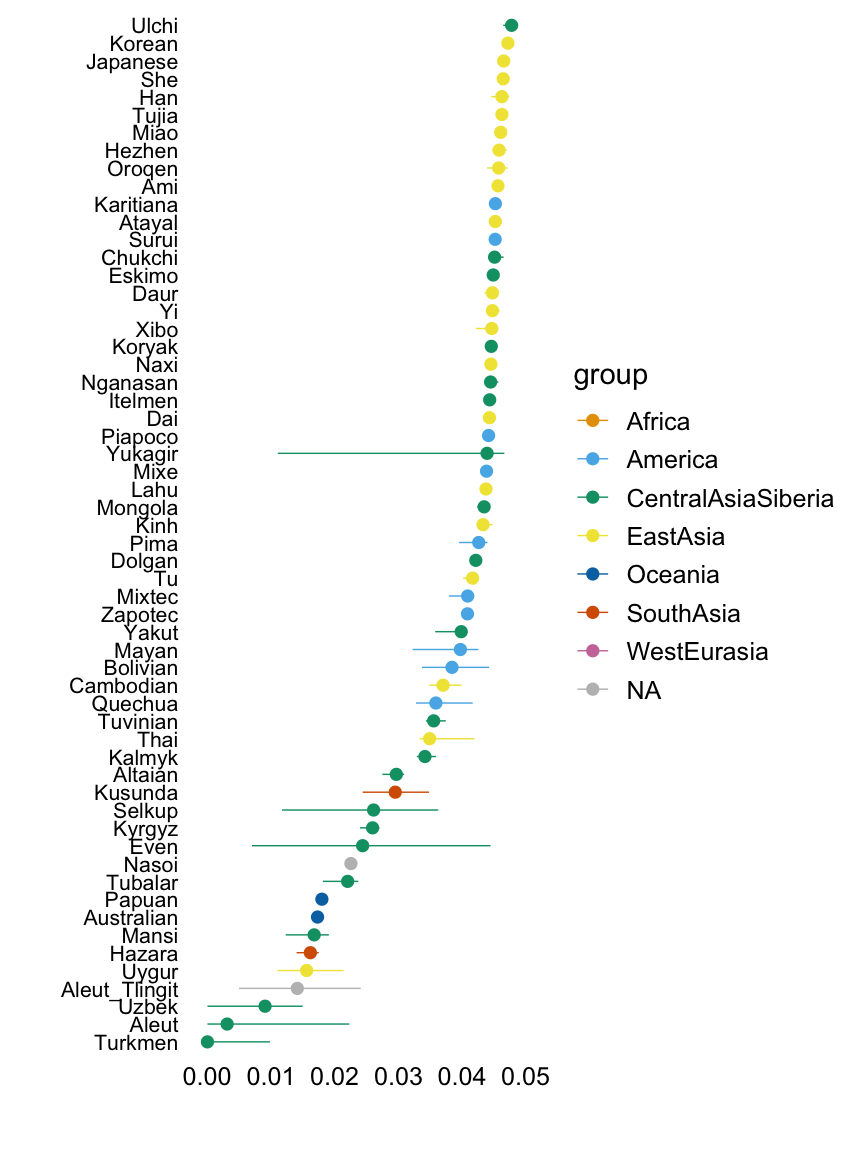 Ulchi
Korean
Japanese
She
Han
Tujia
Miao
Hezhen
Oroqen
Ami
Karitiana
Atayal
Surui
Chukchi
Eskimo
Daur
Yi
Xibo
Koryak
Naxi
Nganasan
Itelmen
Dai
Piapoco
Yukagir
Mixe
Lahu
Mongola
Kinh
Pima
Dolgan
Tu
Mixtec
Zapotec
Yakut
Mayan
Bolivian
Cambodian
Quechua
Tuvinian
Thai
Kalmyk
Altaian
Kusunda
Selkup
Kyrgyz
Even
Nasoi
Tubalar
Papuan
Australian
Mansi
Hazara
Uygur
Aleut_Tlingit
Uzbek
Aleut
Turkmen
0.00 0.01 0.02 0.03 0.04 0.05
group
Africa
America
CentralAsiaSiberia
EastAsia
Oceania
SouthAsia
WestEurasia
NA